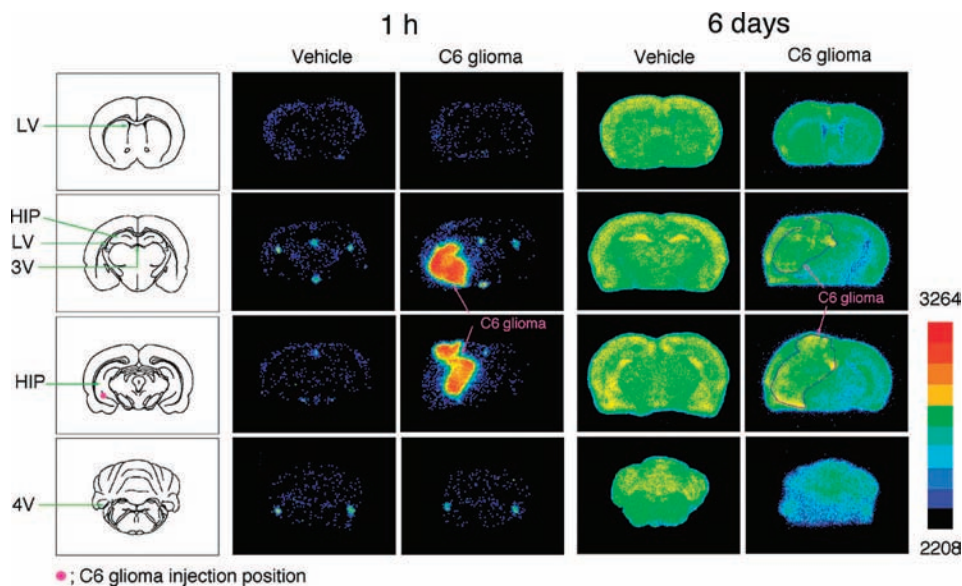 1 h
6 days
Vehicle
C6 glioma
Vehicle
C6 glioma
LV
HIP
LV
3V
C6 glioma
C6 glioma
3264
HIP
4V
2208
; C6 glioma injection position